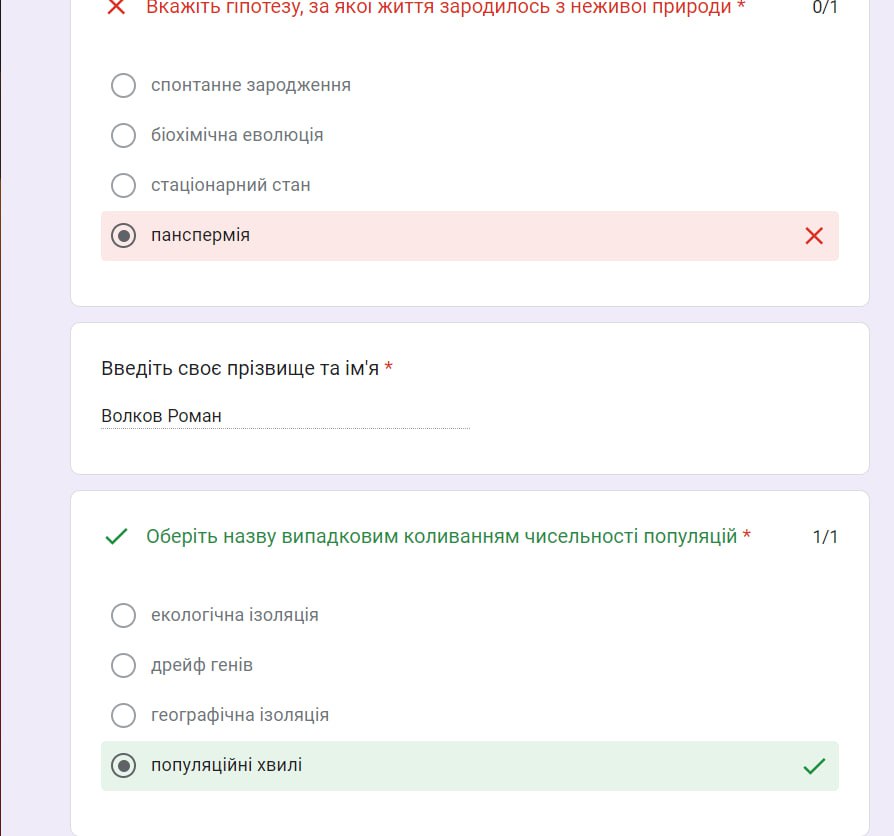 Вкажіть гіпотезу, за якої життя зародилось з неживої природи * 0/1
спонтанне зародження
біохімічна еволюція
стаціонарний стан
панспермія
Введіть своє прізвище та ім'я *
Волков Роман
Оберіть назву випадковим коливанням чисельності популяцій * 1/1
екологічна ізоляція
дрейф генів
географічна ізоляція
популяційні хвилі